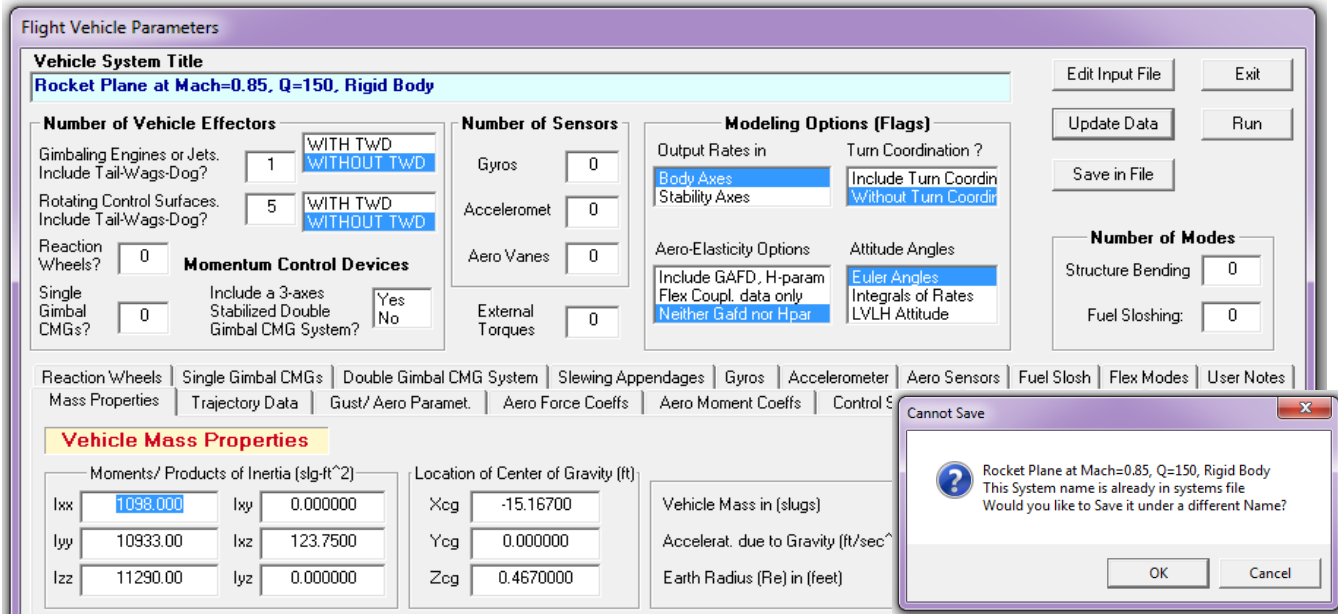 Flight Vehicle Parameters
Vehicle System Title
Rocket Plane at Mach=0.85, Q=150, Rigid Body
Edit Input File
Exit
Update Data
Run
Save in File
Number of Vehicle Effectors
Gimbaling Engines or Jets.
Include Tail-Wags-Dog?
1
WITH TWD
WITHOUT TWD
Rotating Control Surfaces.
Include Tail-Wags-Dog?
5
WITH TWD
WITHOUT TWD
Reaction
Wheels?
0
Momentum Control Devices
Single
Gimbal
CMGs?
0
Include a 3-axes
Stabilized Double
Gimbal CMG System?
Yes
No
Number of Sensors
Gyros
0
Acceleromet
0
Aero Vanes
0
External
Torques
0
Modeling Options (Flags)
Output Rates in
Body Axes
Stability Axes
Turn Coordination ?
Include Turn Coordin
Without Turn Coordin
Aero-Elasticity Options
Include GAFD, H-param
Flex Coupl. data only
Neither Gafd nor Hpar
Attitude Angles
Euler Angles
Integrals of Rates
LVLH Attitude
Number of Modes
Structure Bending
0
Fuel Sloshing:
0
Reaction Wheels Single Gimbal CMGs Double Gimbal CMG System Slewing Appendages Gyros Accelerometer Aero Sensors Fuel Slosh Flex Modes User Notes
Mass Properties Trajectory Data Gust/ Aero Paramet. Aero Force Coeffs Aero Moment Coeffs Control S
Vehicle Mass Properties
Moments/ Products of Inertia (slg-ft^2)
Ixx 1098.000 Ixy 0.000000
Iyy 10933.00 Ixz 123.7500
Izz 11290.00 Iyz 0.000000
Location of Center of Gravity (ft)
Xcg -15.16700
Ycg 0.000000
Zcg 0.4670000
Vehicle Mass in (slugs)
Accelerat. due to Gravity (ft/sec^
Earth Radius (Re) in (feet)
Cannot Save
Rocket Plane at Mach=0.85, Q=150, Rigid Body
This System name is already in systems file
Would you like to Save it under a different Name?
OK
Cancel